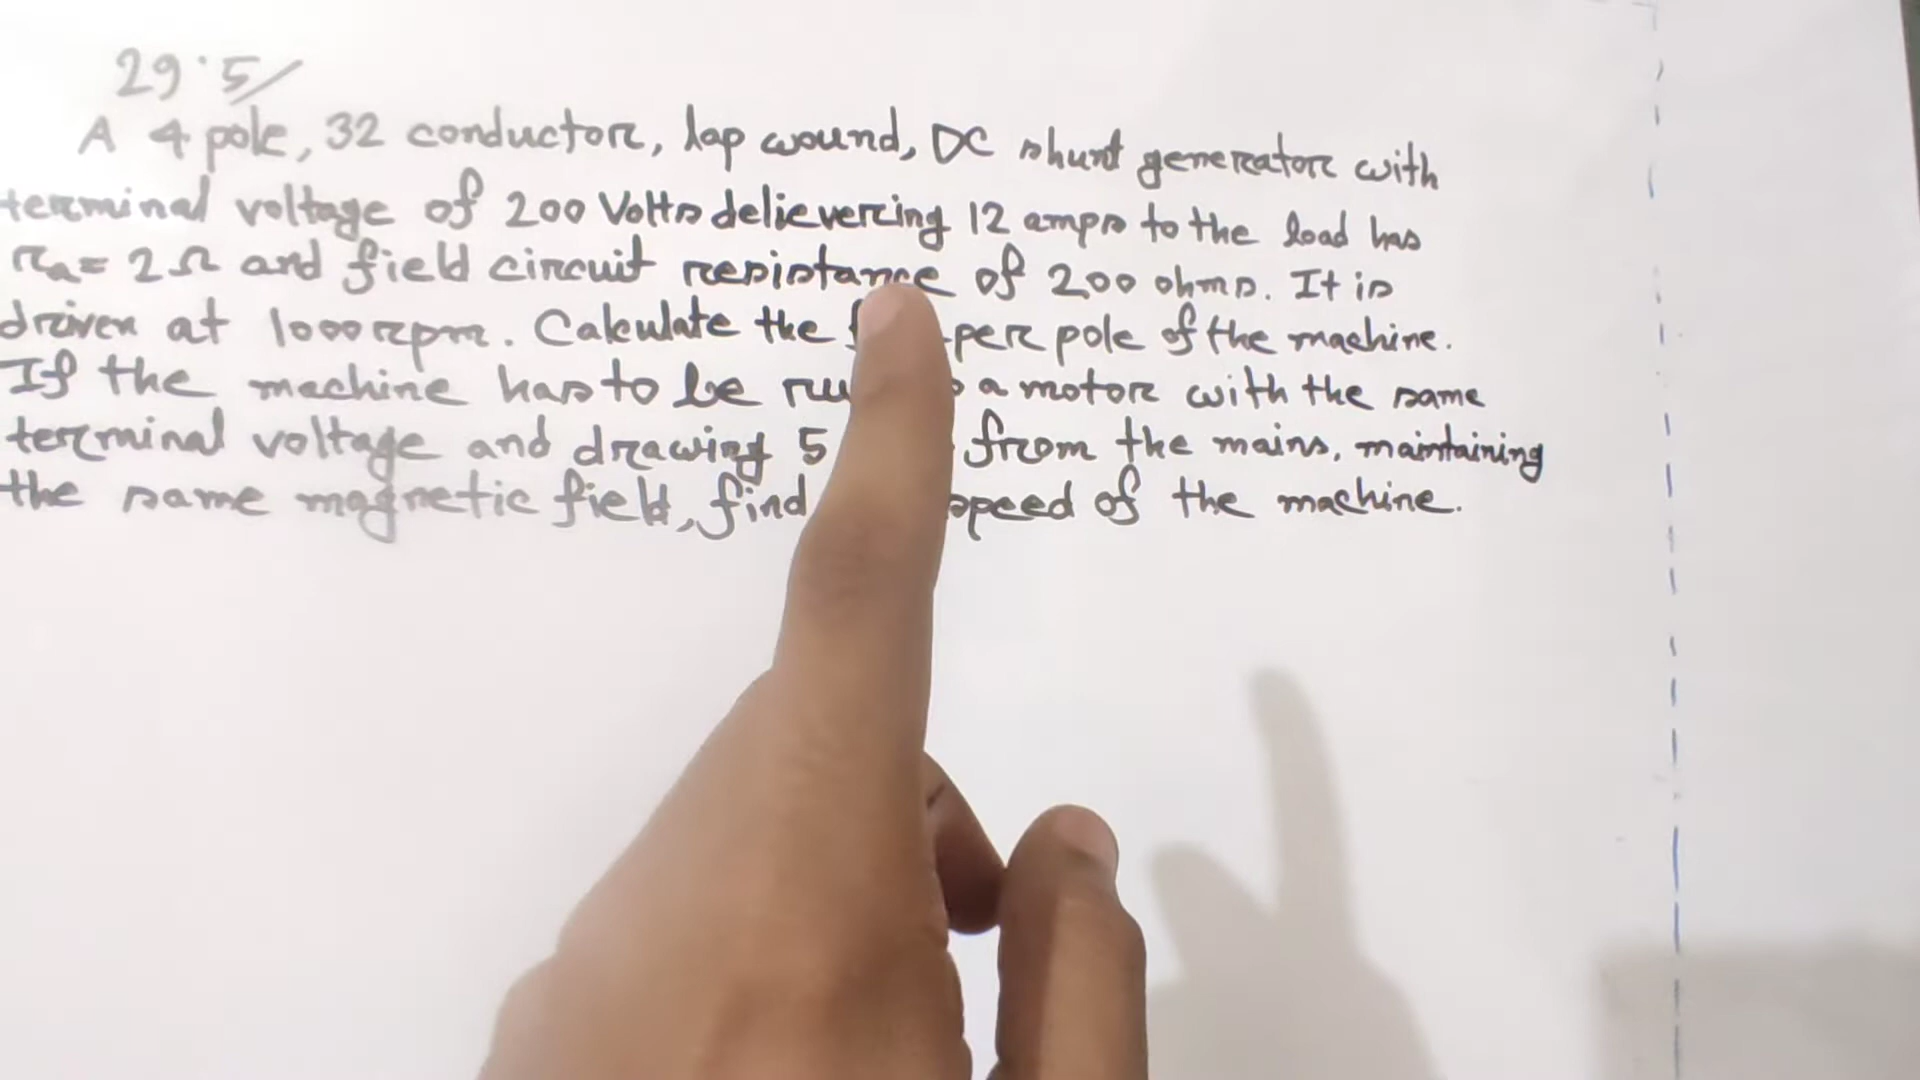 29.5/
A 4 pole, 32 conductor, lap wound, DC shunt generator with
terminal voltage of 200 Volts delievering 12 amps to the load has
ra = 2Ω and field circuit resistance of 200 ohms. It is
driven at 1000 rpm. Calculate the per pole of the machine.
If the machine has to be a motor with the same
terminal voltage and drawing 5 from the mains, maintaining
the same magnetic field, find speed of the machine.